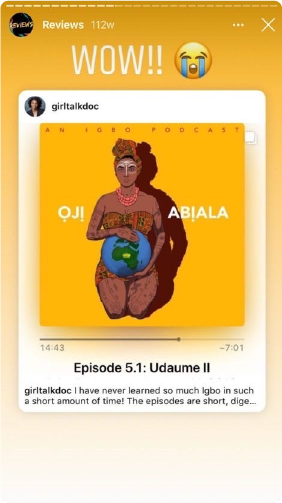 REVIEWS Reviews 112w
WOW!! 😭
girltalkdoc
AN IGBO PODCAST
ỌJỊ ABỊALA
14:43 -7:01
Episode 5.1: Udaume II
girltalkdoc I have never learned so much Igbo in such
a short amount of time! The episodes are short, dige...